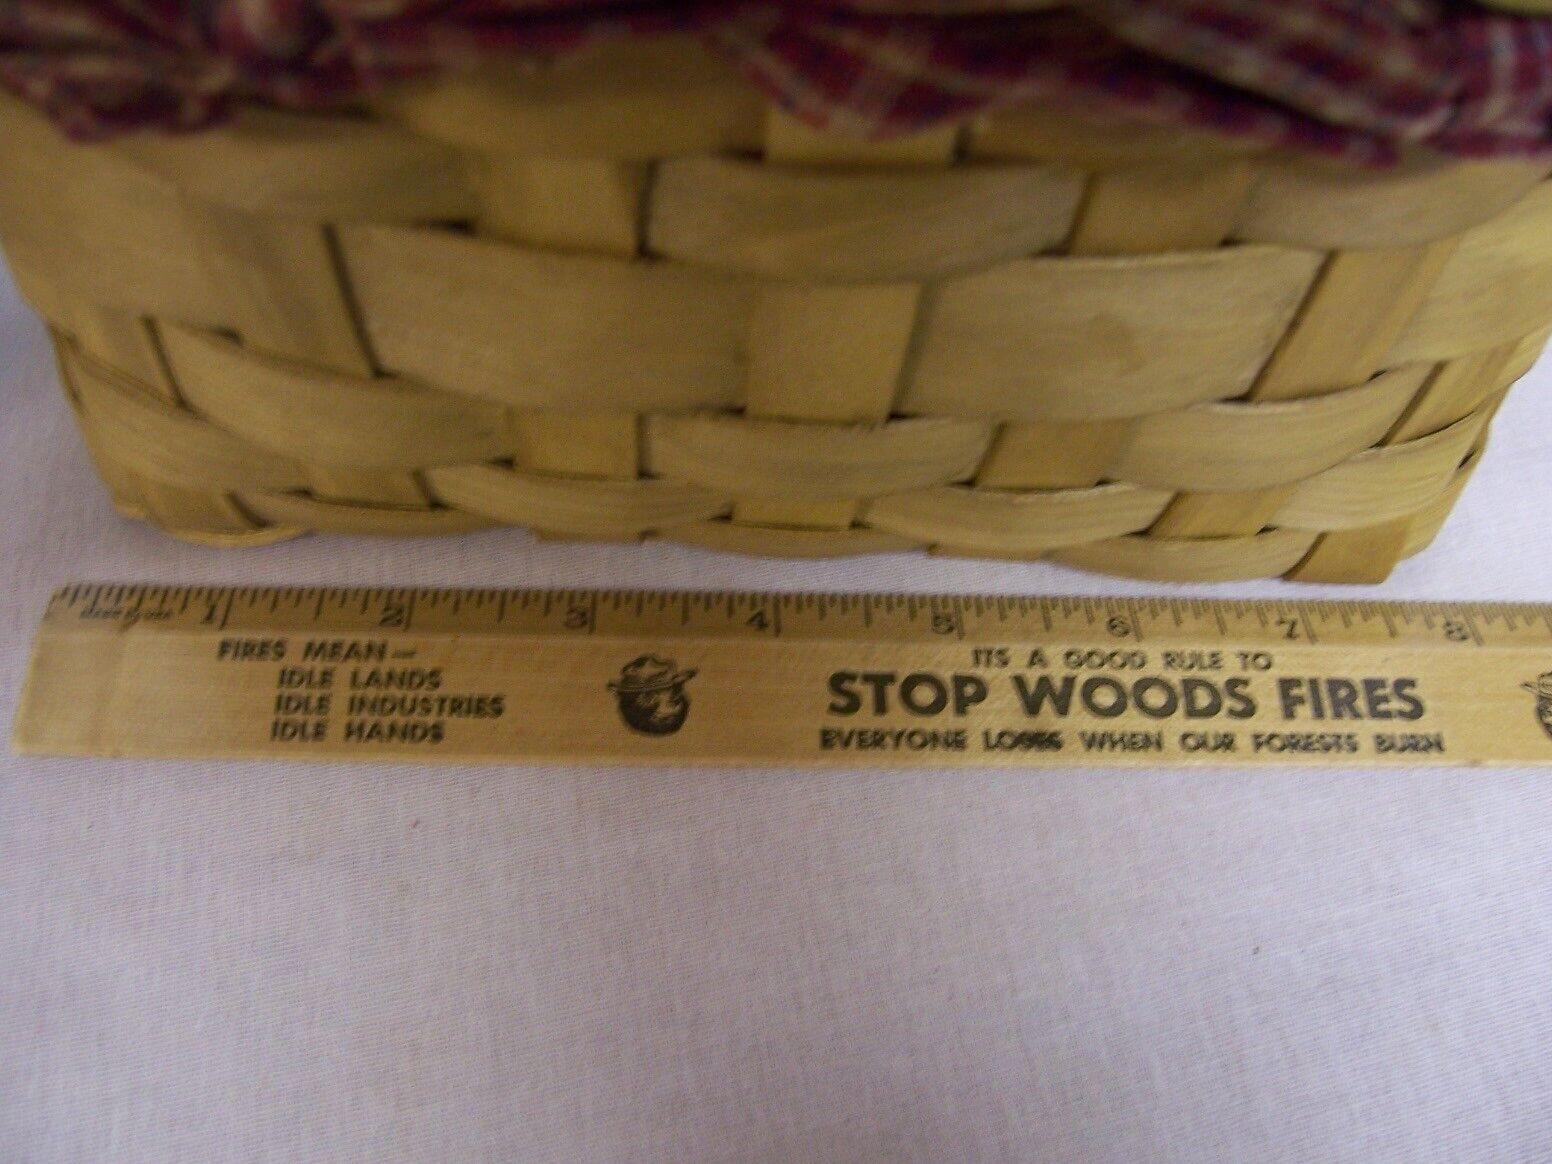 1 2 3 4 5 6 7 8
FIRES MEAN—
IDLE LANDS
IDLE INDUSTRIES
IDLE HANDS
ITS A GOOD RULE TO
STOP WOODS FIRES
EVERYONE LOSES WHEN OUR FORESTS BURN